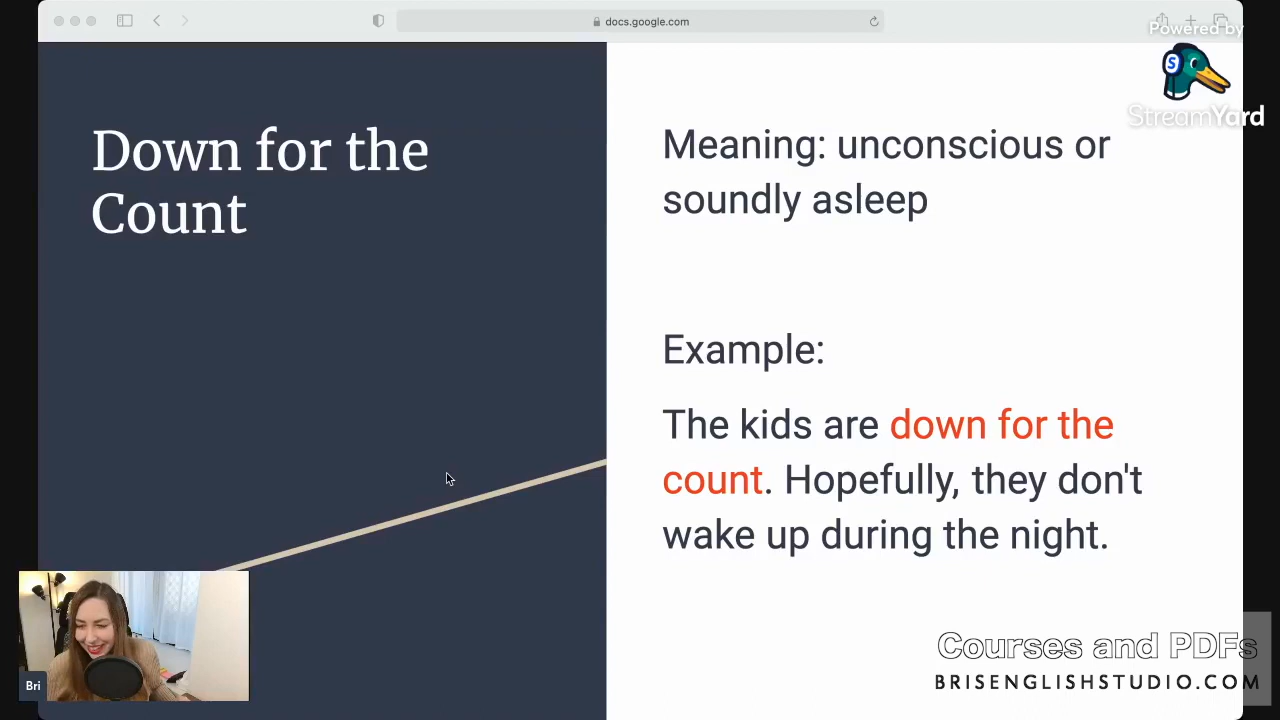 docs.google.com
Powered by
S
StreamYard
Down for the
Count
Meaning: unconscious or
soundly asleep
Example:
The kids are down for the
count. Hopefully, they don't
wake up during the night.
Bri
Courses and PDFs
BRISENGLISHSTUDIO.COM